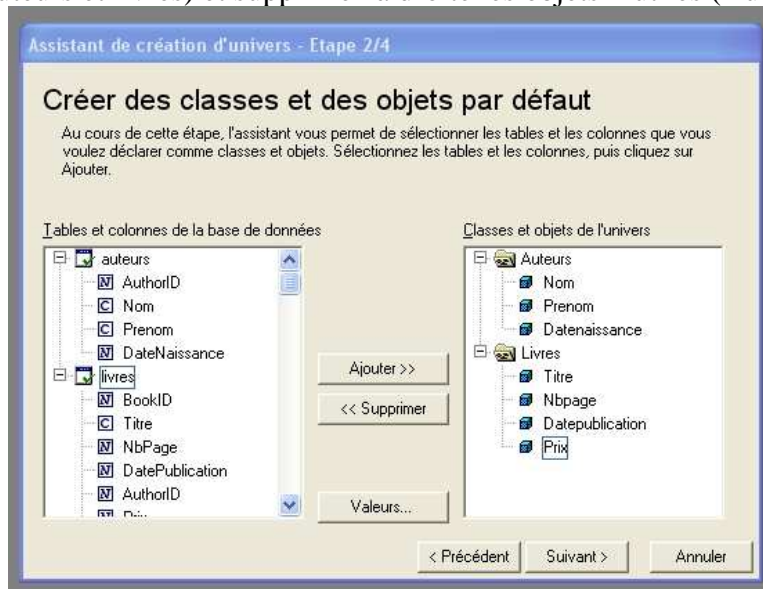 Assistant de création d'univers - Etape 2/4
Créer des classes et des objets par défaut
Au cours de cette étape, l'assistant vous permet de sélectionner les tables et les colonnes que vous
voulez déclarer comme classes et objets. Sélectionnez les tables et les colonnes, puis cliquez sur
Ajouter.
Tables et colonnes de la base de données
auteurs
AuthorID
Nom
Prenom
DateNaissance
livres
BookID
Titre
NbPage
DatePublication
AuthorID
Ajouter >>
<< Supprimer
Valeurs...
Classes et objets de l'univers
Auteurs
Nom
Prenom
Datenaissance
Livres
Titre
Nbpage
Datepublication
Prix
< Précédent
Suivant >
Annuler